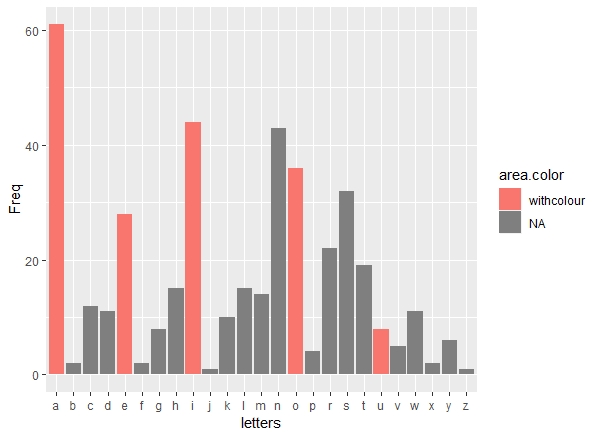 60
40
20
0
Freq
a b c d e f g h i j k l m n o p r s t u v w x y z
letters
area.color
withcolour
NA